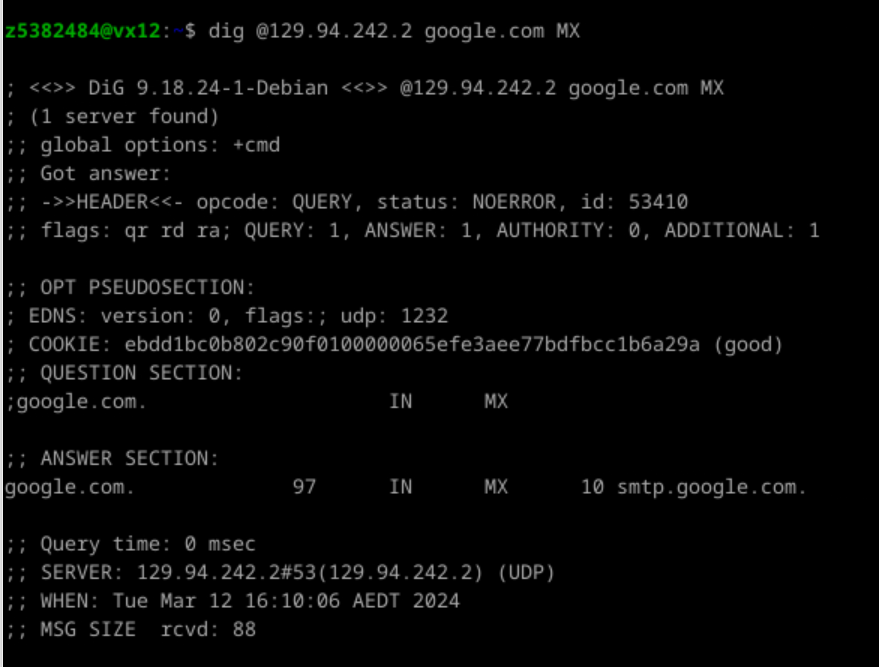 z5382484@vx12:~$ dig @129.94.242.2 google.com MX
; <<>> DiG 9.18.24-1-Debian <<>> @129.94.242.2 google.com MX
; (1 server found)
;; global options: +cmd
;; Got answer:
;; ->>HEADER<<- opcode: QUERY, status: NOERROR, id: 53410
;; flags: qr rd ra; QUERY: 1, ANSWER: 1, AUTHORITY: 0, ADDITIONAL: 1
;; OPT PSEUDOSECTION:
; EDNS: version: 0, flags:; udp: 1232
; COOKIE: ebdd1bc0b802c90f0100000065efe3aee77bdfbcc1b6a29a (good)
;; QUESTION SECTION:
;google.com. IN MX
;; ANSWER SECTION:
google.com. 97 IN MX 10 smtp.google.com.
;; Query time: 0 msec
;; SERVER: 129.94.242.2#53(129.94.242.2) (UDP)
;; WHEN: Tue Mar 12 16:10:06 AEDT 2024
;; MSG SIZE rcvd: 88